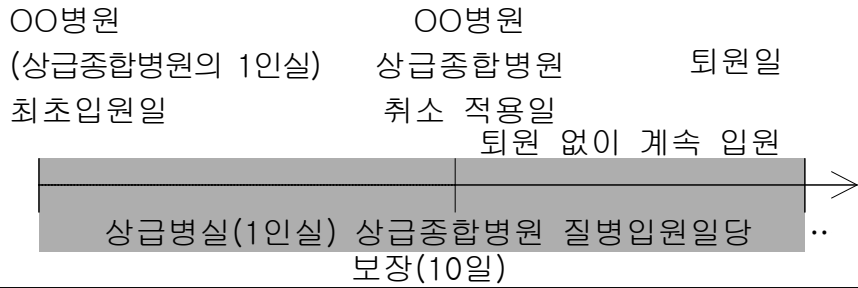 OO병원
(상급종합병원의 1인실)
최초입원일
OO병원
상급종합병원
취소 적용일
퇴원일
퇴원 없이 계속 입원
상급병실(1인실) 상급종합병원 질병입원일당
··
보장(10일)